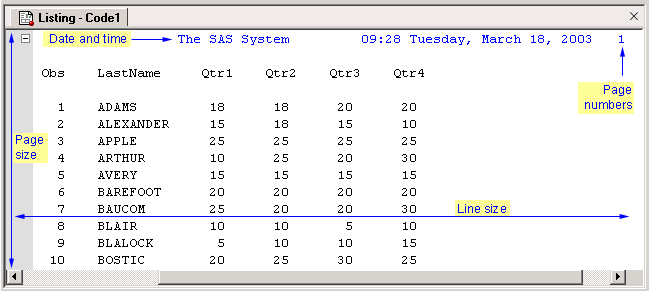 Listing - Code1
Date and time The SAS System 09:28 Tuesday, March 18, 2003 1
Obs LastName Qtr1 Qtr2 Qtr3 Qtr4
Page numbers
1 ADAMS 18 18 20 20
2 ALEXANDER 15 18 15 10
Page size
3 APPLE 25 25 25 25
4 ARTHUR 10 25 20 30
5 AVERY 15 15 15 15
6 BAREFOOT 20 20 20 20
7 BAUCOM 25 20 20 30
Line size
8 BLAIR 10 10 5 10
9 BLALOCK 5 10 10 15
10 BOSTIC 20 25 30 25